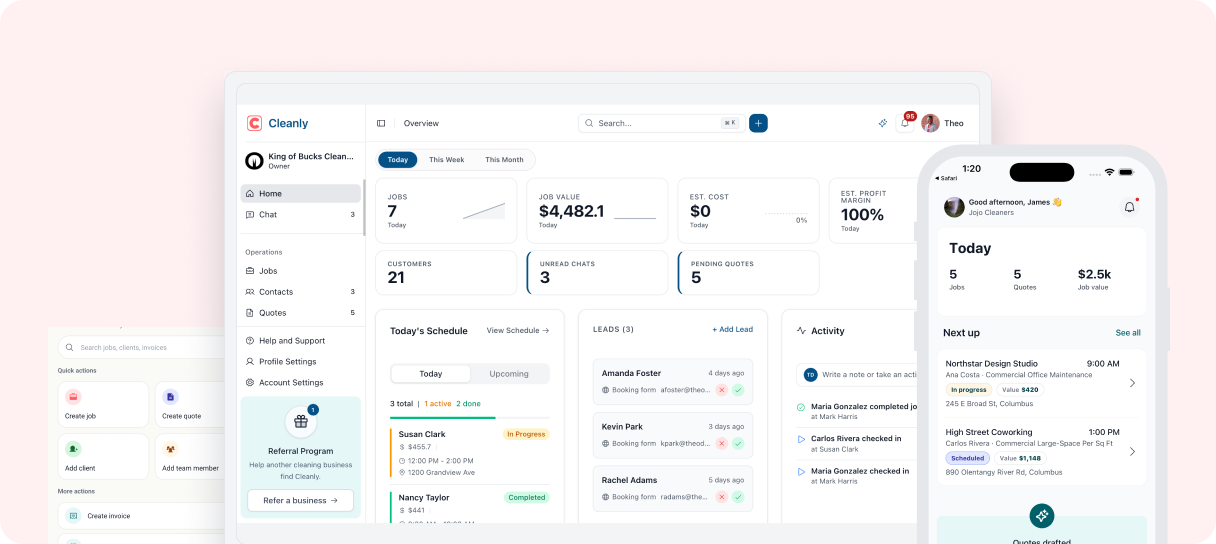 Cleanly
King of Bucks Clean...
Owner
Home
Chat 3
Operations
Jobs
Contacts 3
Quotes 5
Help and Support
Profile Settings
Account Settings
1
Referral Program
Help another cleaning business
find Cleanly.
Refer a business →
Overview
Search... ⌘ K
+
95
Theo
Today This Week This Month
JOBS
7
Today
JOB VALUE
$4,482.1
Today
EST. COST
$0
Today
0%
EST. PROFIT
MARGIN
100%
Today
CUSTOMERS
21
UNREAD CHATS
3
PENDING QUOTES
5
Today's Schedule View Schedule →
Today Upcoming
3 total | 1 active 2 done
Susan Clark In Progress
$ $455.7
12:00 PM - 2:00 PM
1200 Grandview Ave
Nancy Taylor Completed
$ $441
LEADS (3) + Add Lead
Amanda Foster 4 days ago
Booking form afoster@theo...
Kevin Park 3 days ago
Booking form kpark@theod...
Rachel Adams 5 days ago
Booking form radams@the...
Activity
TD Write a note or take an acti
Maria Gonzalez completed jo
at Mark Harris
Carlos Rivera checked in
at Susan Clark
Maria Gonzalez checked in
at Mark Harris
Search jobs, clients, invoices
Quick actions
Create job
Create quote
Add client
Add team member
More actions
Create invoice
1:20
Safari
Good afternoon, James 👋
Jojo Cleaners
Today
5 5 $2.5k
Jobs Quotes Job value
Next up See all
Northstar Design Studio 9:00 AM
Ana Costa · Commercial Office Maintenance
In progress Value $420
245 E Broad St, Columbus
High Street Coworking 1:00 PM
Carlos Rivera · Commercial Large-Space Per Sq Ft
Scheduled Value $1,148
890 Olentangy River Rd, Columbus
Quotes drafted